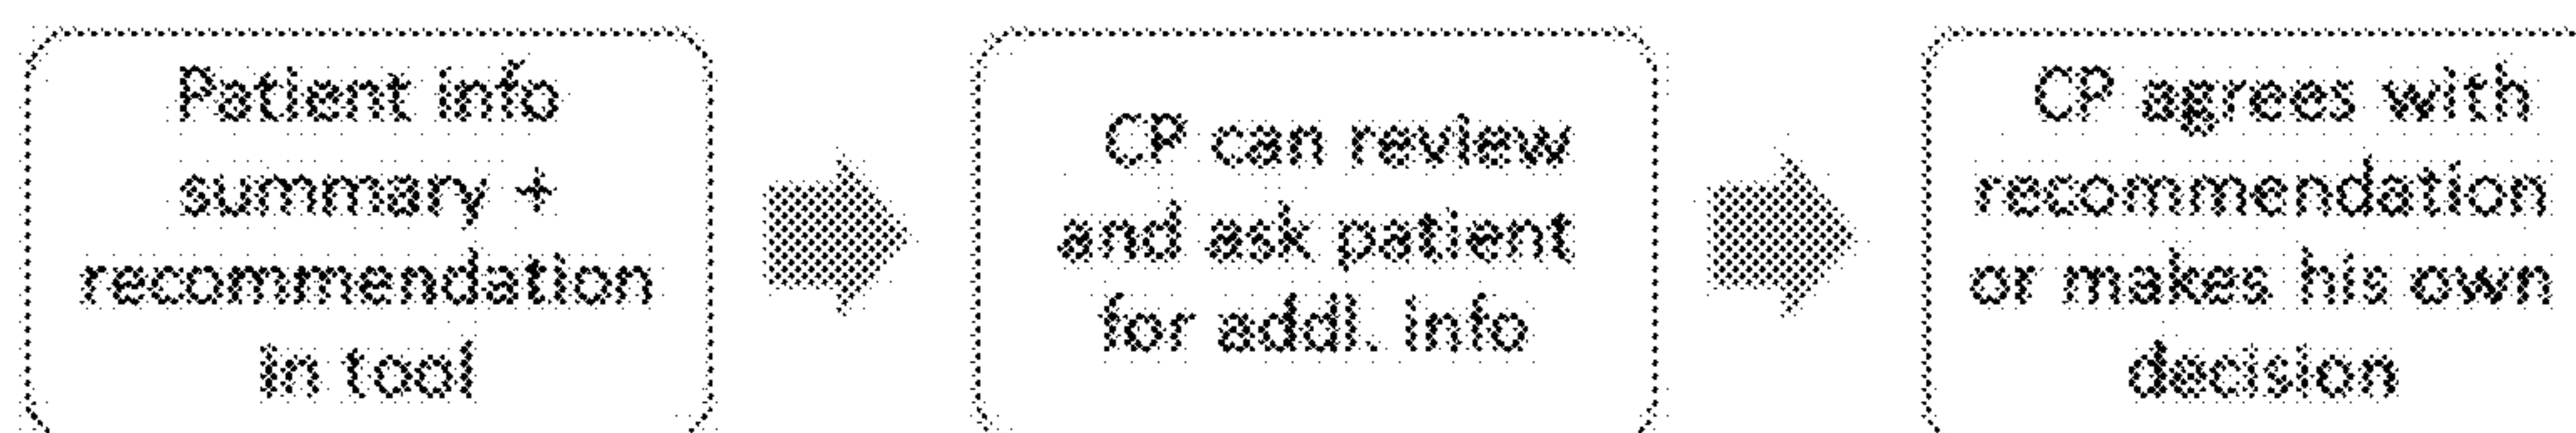 Patient info
summary +
recommendation
in tool
CP can review
and ask patient
for addl. info
CP agrees with
recommendation
or makes his own
decision